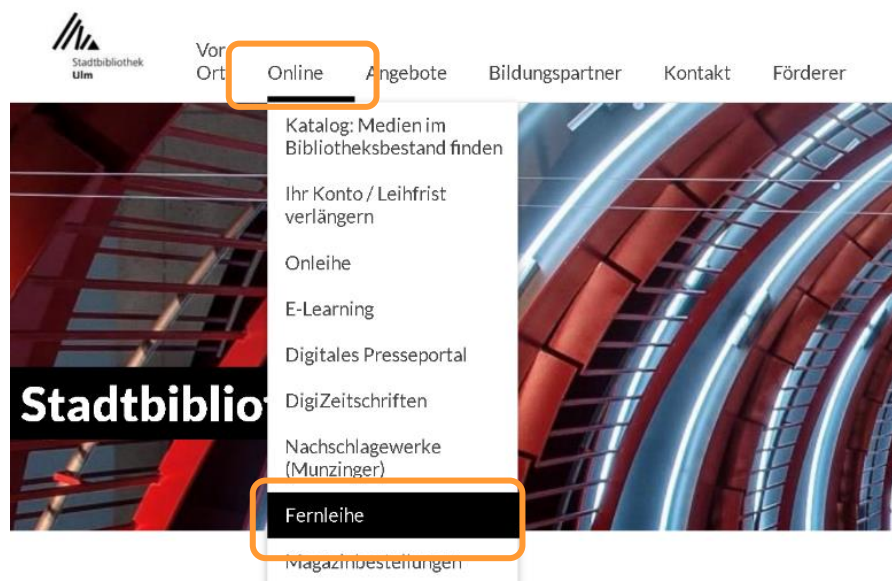 Stadtbibliothek
Ulm
Vor
Ort
Online
Angebote
Bildungspartner
Kontakt
Förderer
Katalog: Medien im
Bibliotheksbestand finden
Ihr Konto / Leihfrist
verlängern
Onleihe
E-Learning
Digitales Presseportal
DigiZeitschriften
Nachschlagewerke
(Munzinger)
Fernleihe
Magazinbestellungen
Stadtbiblio